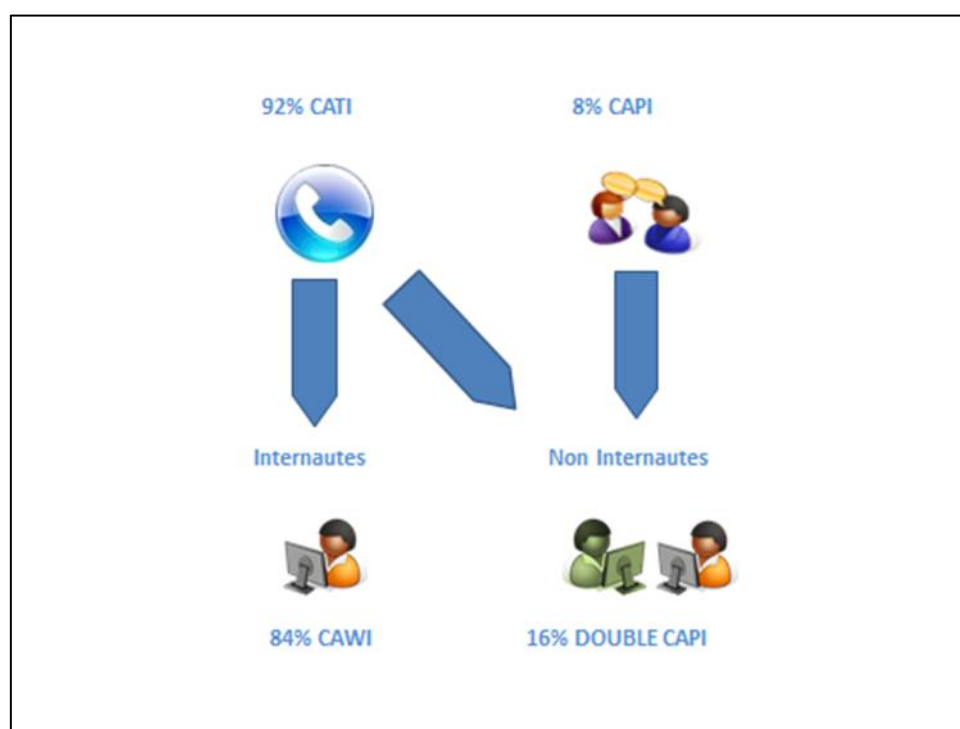 92% CATI
8% CAPI
Internautes
Non Internautes
84% CAWI
16% DOUBLE CAPI